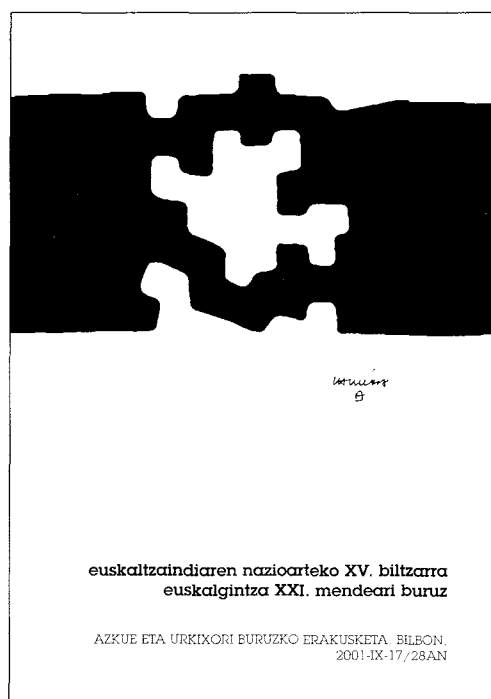 euskaltzaindiaren nazioarteko XV. biltzarra
euskalgintza XXI. mendeari buruz
AZKUE ETA URKIXORI BURUZKO ERAKUSKETA. BILBON,
2001-IX-17/28AN